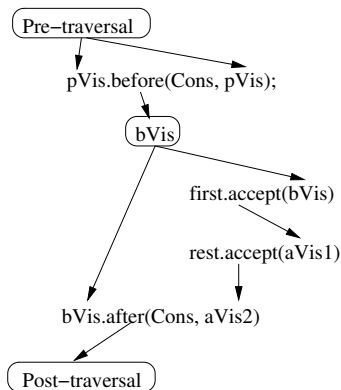 Pre−traversal
pVis.before(Cons, pVis);
bVis
first.accept(bVis)
rest.accept(aVis1)
bVis.after(Cons, aVis2)
Post−traversal